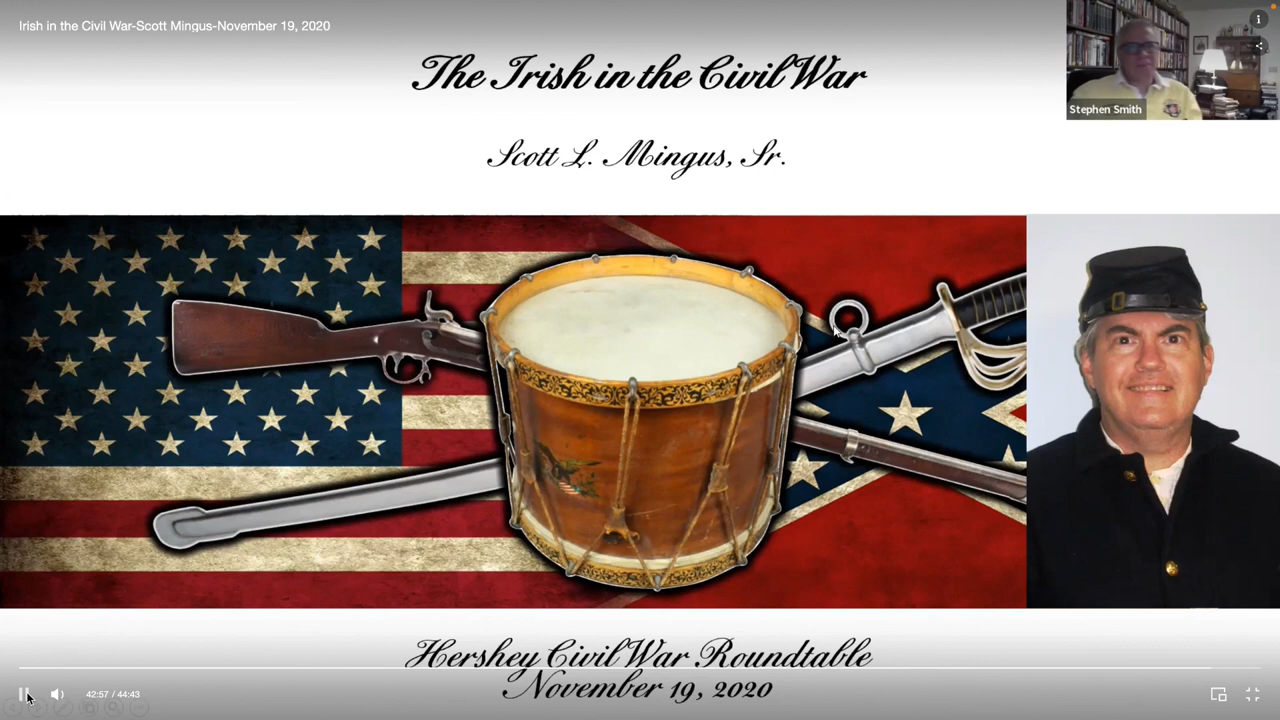 Irish in the Civil War-Scott Mingus-November 19, 2020
The Irish in the Civil War
Scott L. Mingus, Sr.
Stephen Smith
Hershey Civil War Roundtable
November 19, 2020
42:57 / 44:43